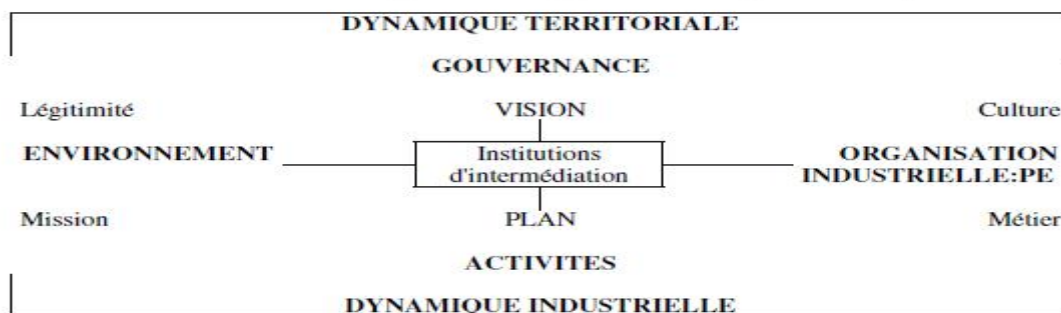 DYNAMIQUE TERRITORIALE
GOUVERNANCE
Légitimité VISION Culture
ENVIRONNEMENT Institutions d'intermédiation ORGANISATION INDUSTRIELLE:PE
Mission PLAN Métier
ACTIVITES
DYNAMIQUE INDUSTRIELLE